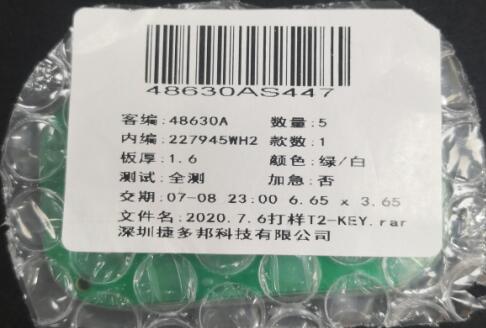 48630AS447
客编:48630A 数量:5
内编:227945WH2 款数:1
板厚:1.6 颜色:绿/白
测试:全测 加急:否
交期:07-08 23:00 6.65 x 3.65
文件名:2020.7.6打样T2-KEY.rar
深圳捷多邦科技有限公司